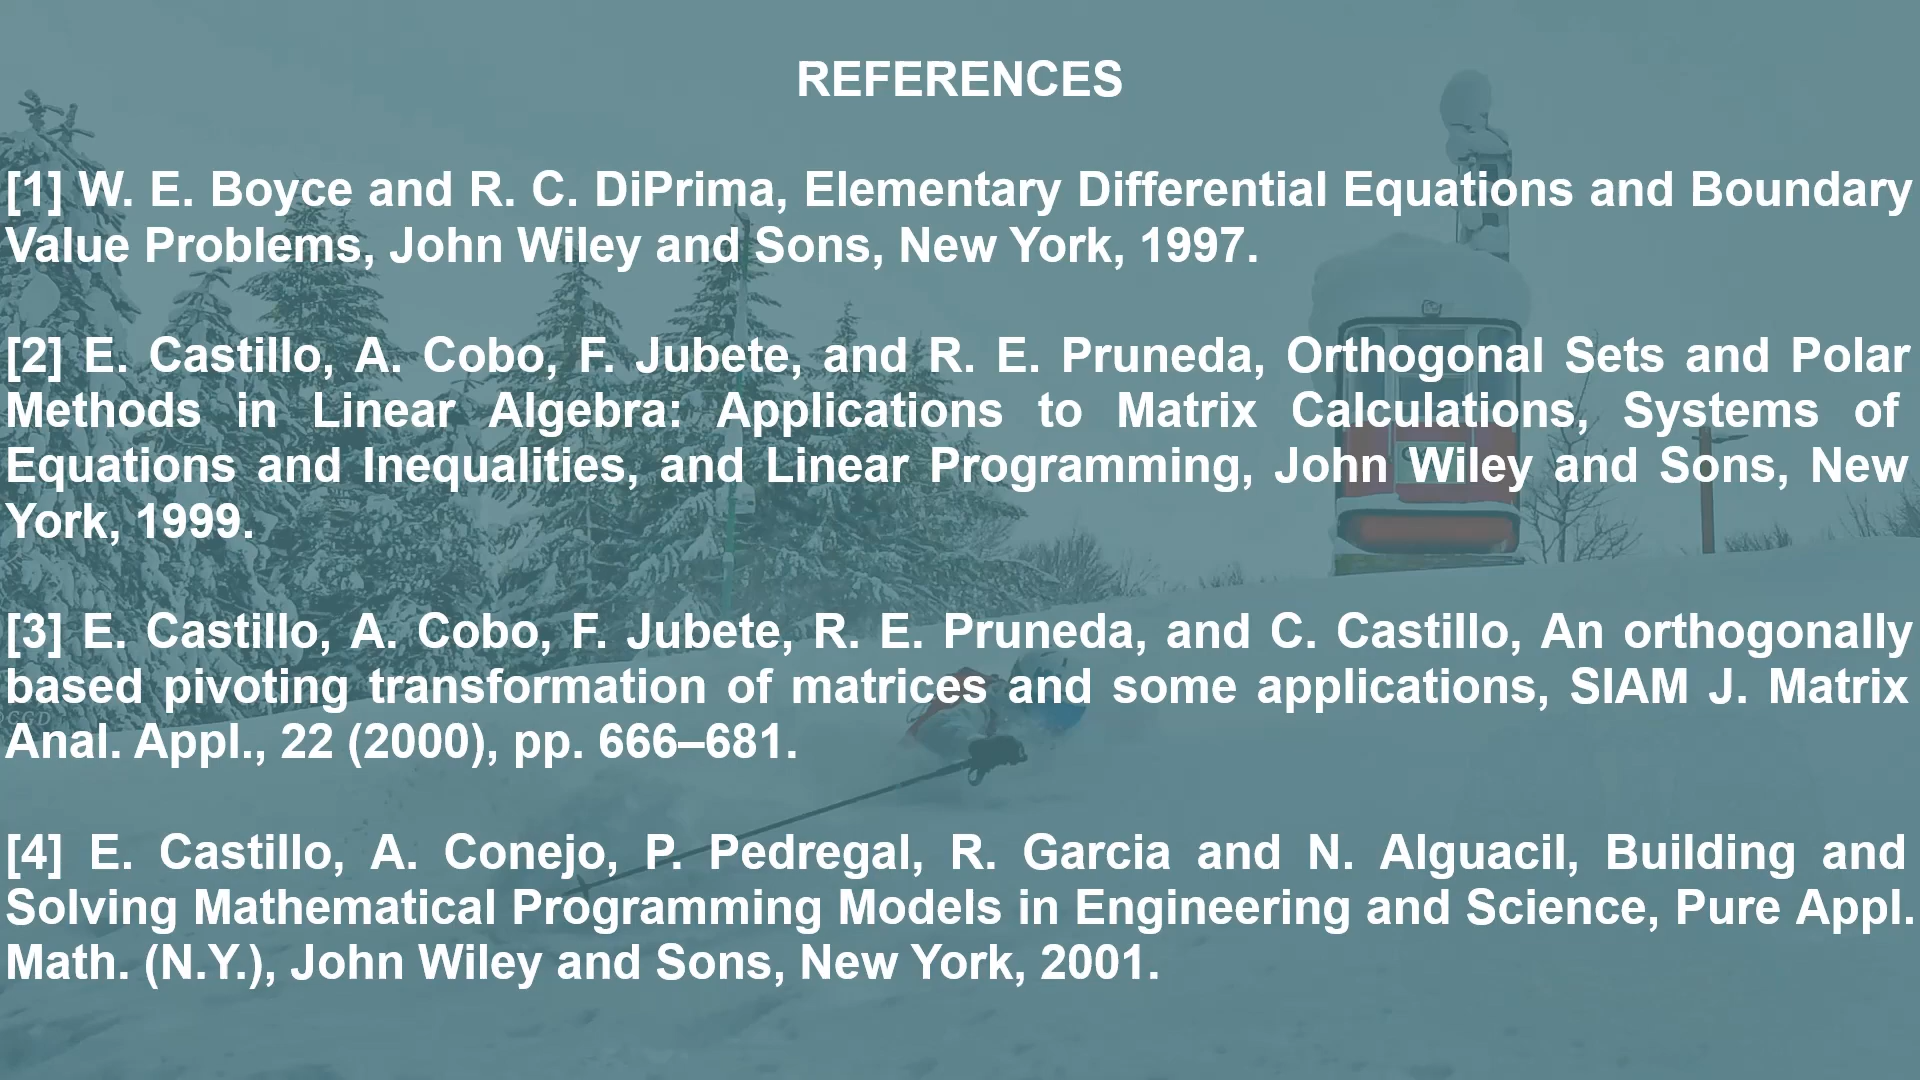 REFERENCES
[1] W. E. Boyce and R. C. DiPrima, Elementary Differential Equations and Boundary
Value Problems, John Wiley and Sons, New York, 1997.
[2] E. Castillo, A. Cobo, F. Jubete, and R. E. Pruneda, Orthogonal Sets and Polar
Methods in Linear Algebra: Applications to Matrix Calculations, Systems of
Equations and Inequalities, and Linear Programming, John Wiley and Sons, New
York, 1999.
[3] E. Castillo, A. Cobo, F. Jubete, R. E. Pruneda, and C. Castillo, An orthogonally
based pivoting transformation of matrices and some applications, SIAM J. Matrix
Anal. Appl., 22 (2000), pp. 666–681.
[4] E. Castillo, A. Conejo, P. Pedregal, R. Garcia and N. Alguacil, Building and
Solving Mathematical Programming Models in Engineering and Science, Pure Appl.
Math. (N.Y.), John Wiley and Sons, New York, 2001.